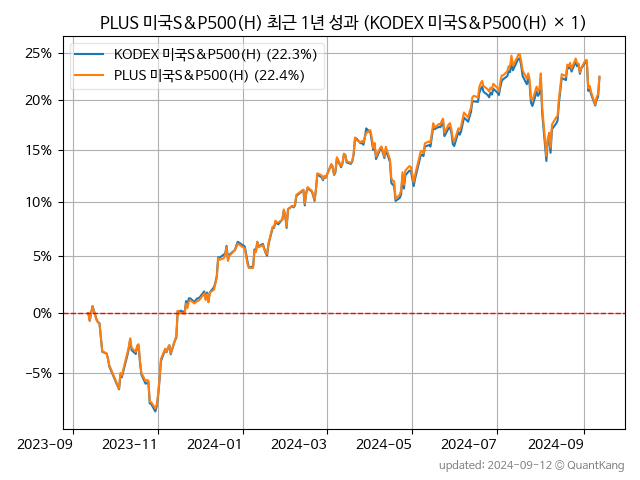 PLUS 미국S&P500(H) 최근 1년 성과 (KODEX 미국S&P500(H) × 1)
KODEX 미국S&P500(H) (22.3%)
PLUS 미국S&P500(H) (22.4%)
25%
20%
15%
10%
5%
0%
−5%
2023-09 2023-11 2024-01 2024-03 2024-05 2024-07 2024-09
updated: 2024-09-12 © QuantKang